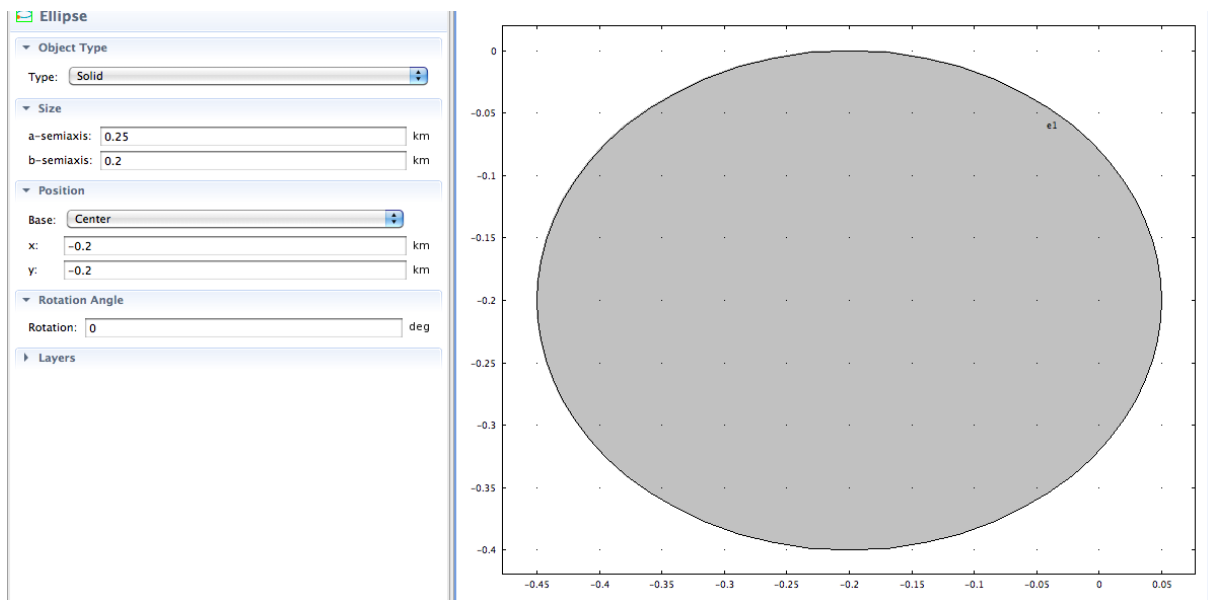 Ellipse
Object Type
Type: Solid
Size
a-semiaxis: 0.25 km
b-semiaxis: 0.2 km
Position
Base: Center
x: -0.2 km
y: -0.2 km
Rotation Angle
Rotation: 0 deg
Layers
0
-0.05
e1
-0.1
-0.15
-0.2
-0.25
-0.3
-0.35
-0.4
-0.45 -0.4 -0.35 -0.3 -0.25 -0.2 -0.15 -0.1 -0.05 0 0.05